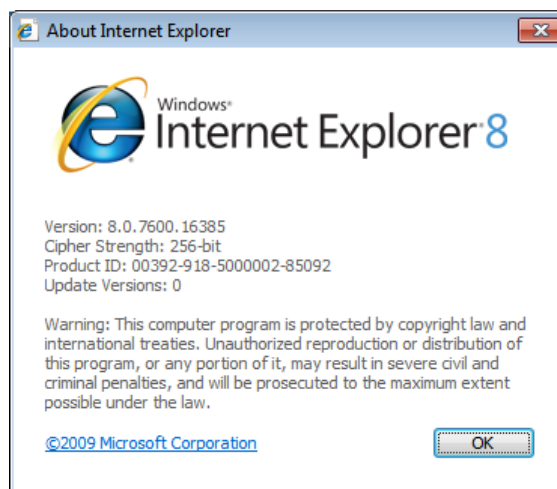 About Internet Explorer
Windows®
Internet Explorer 8
Version: 8.0.7600.16385
Cipher Strength: 256-bit
Product ID: 00392-918-5000002-85092
Update Versions: 0
Warning: This computer program is protected by copyright law and
international treaties. Unauthorized reproduction or distribution of
this program, or any portion of it, may result in severe civil and
criminal penalties, and will be prosecuted to the maximum extent
possible under the law.
©2009 Microsoft Corporation
OK